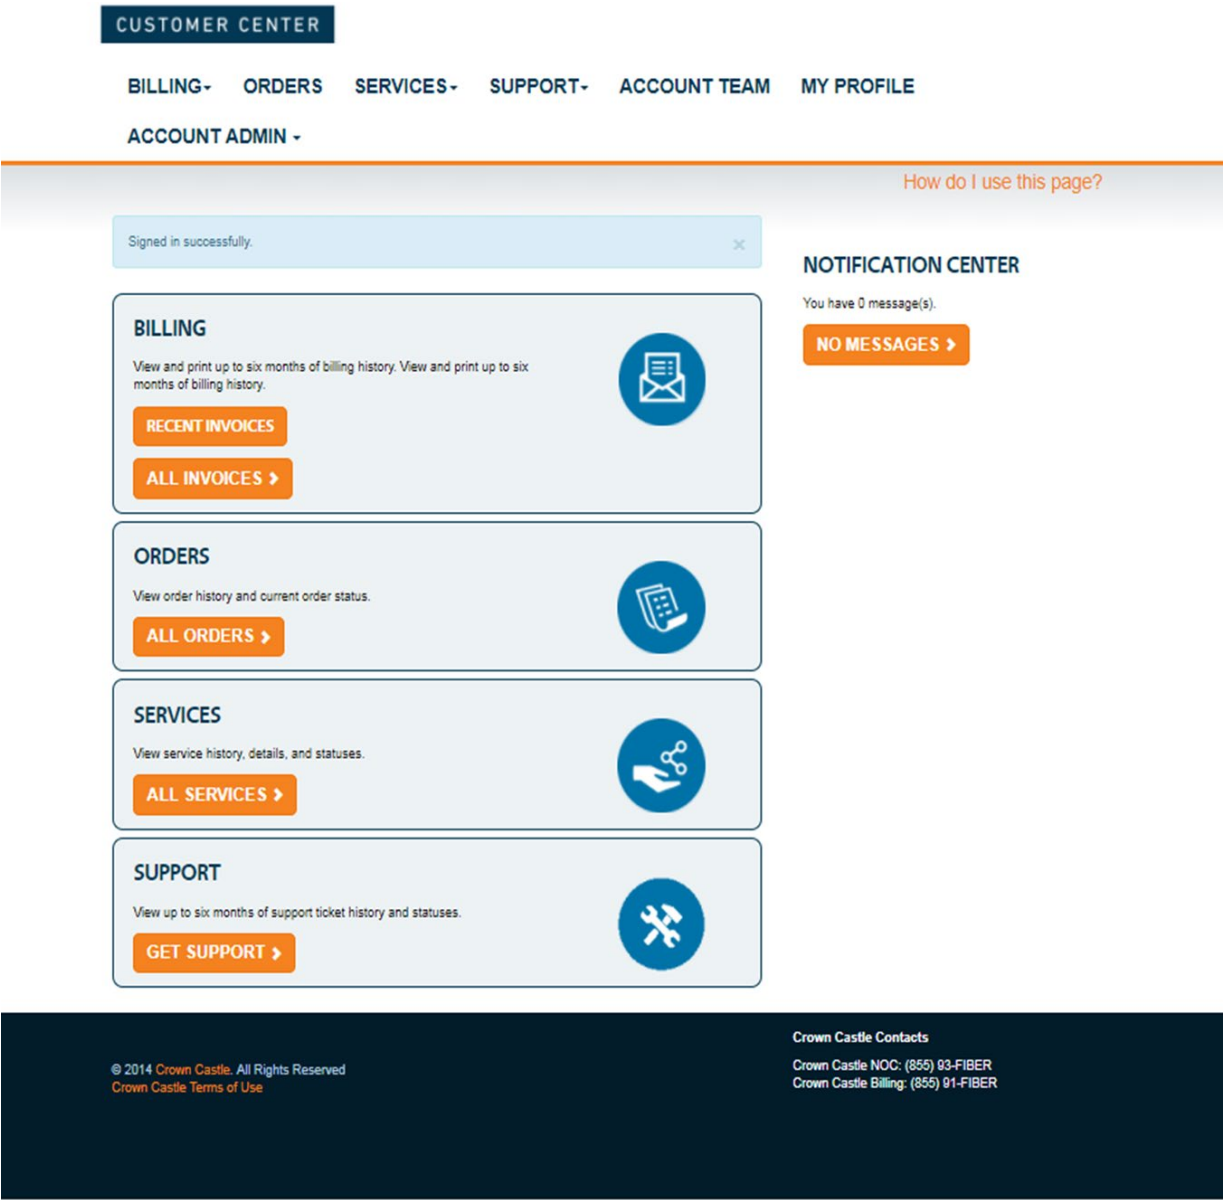 CUSTOMER CENTER
BILLING ORDERS SERVICES SUPPORT ACCOUNT TEAM MY PROFILE
ACCOUNT ADMIN
How do I use this page?
Signed in successfully. ×
NOTIFICATION CENTER
You have 0 message(s).
NO MESSAGES
BILLING
View and print up to six months of billing history. View and print up to six
months of billing history.
RECENT INVOICES
ALL INVOICES
ORDERS
View order history and current order status.
ALL ORDERS
SERVICES
View service history, details, and statuses.
ALL SERVICES
SUPPORT
View up to six months of support ticket history and statuses.
GET SUPPORT
© 2014 Crown Castle. All Rights Reserved
Crown Castle Terms of Use
Crown Castle Contacts
Crown Castle NOC: (855) 93-FIBER
Crown Castle Billing: (855) 91-FIBER